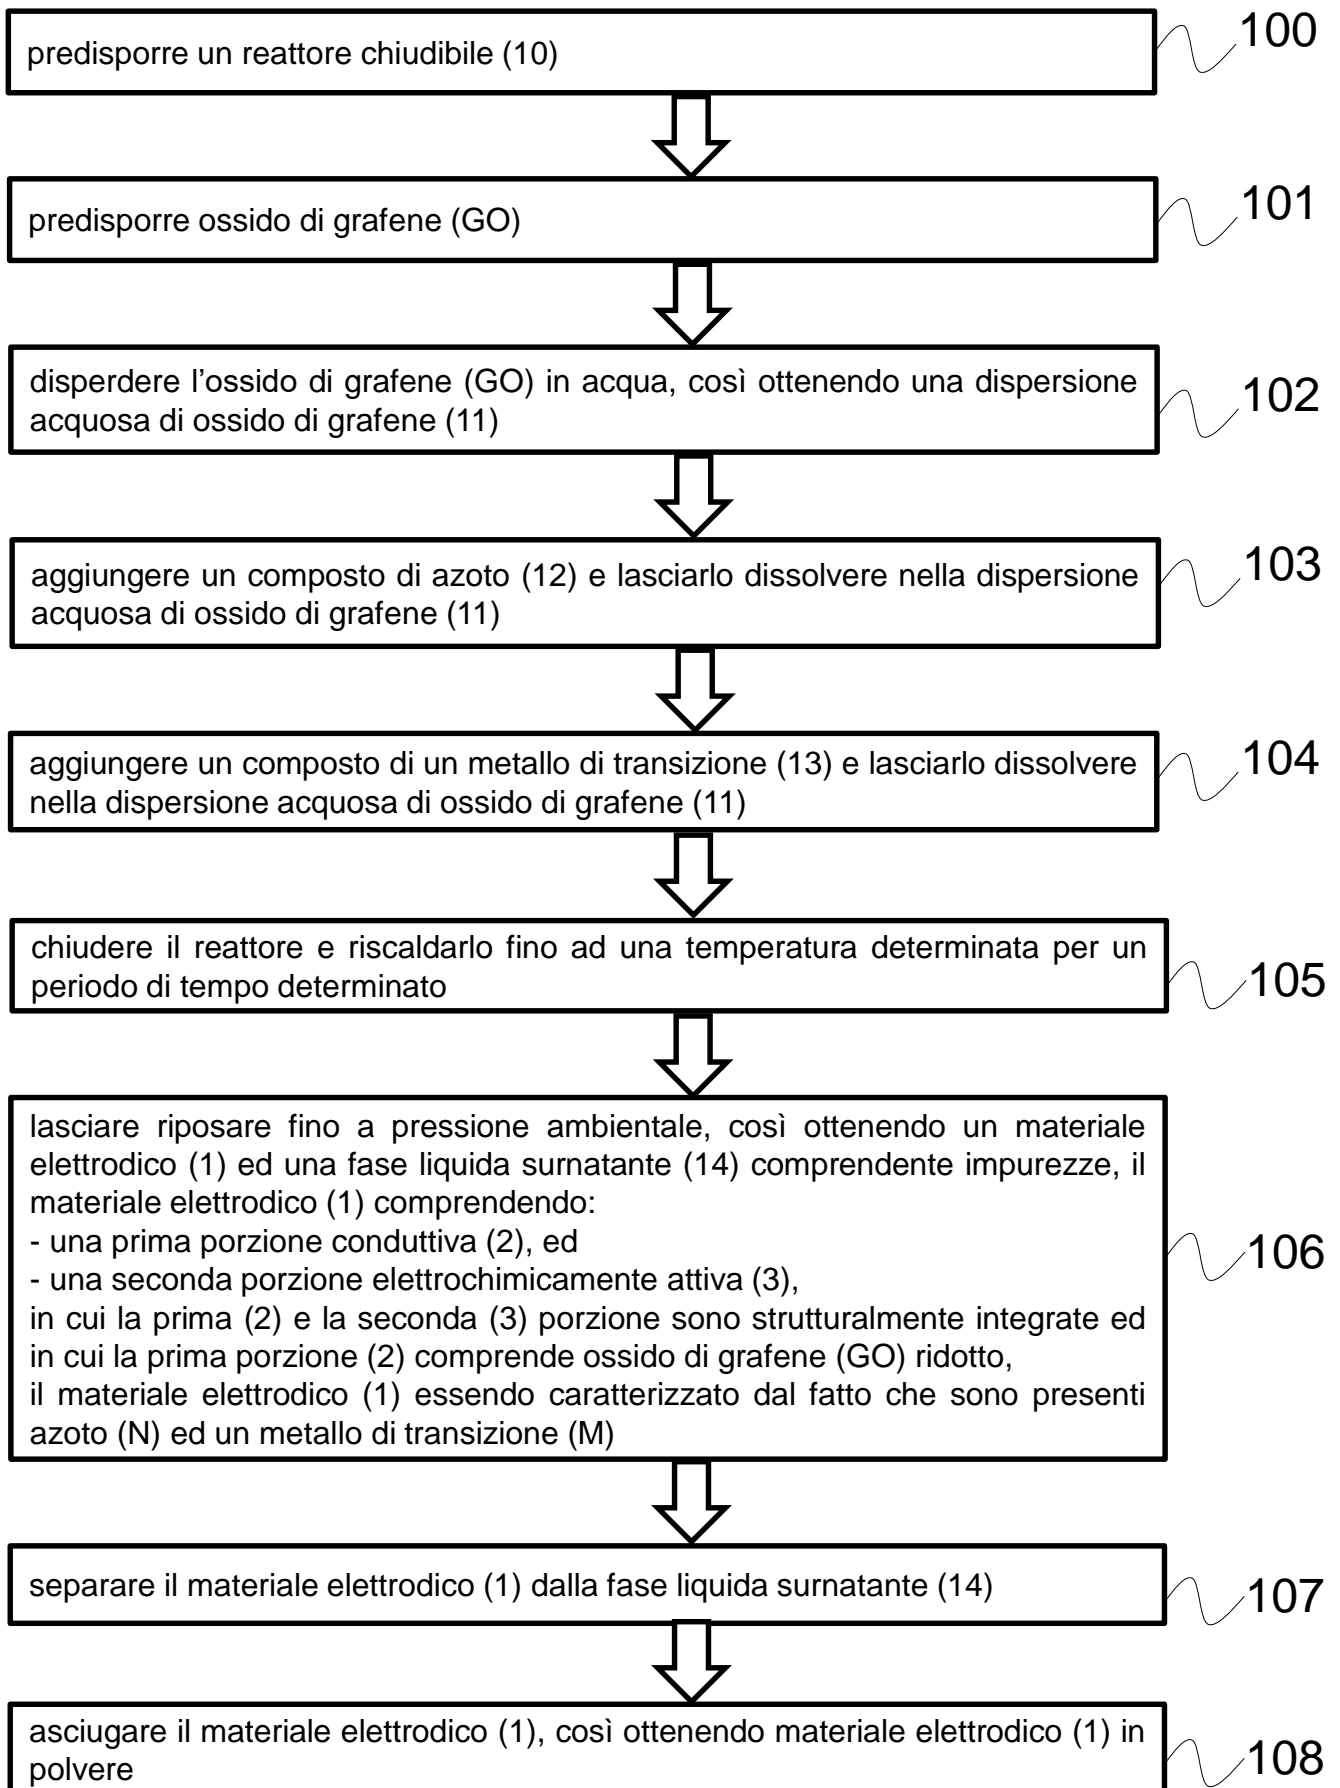 predisporre un reattore chiudibile (10)
100
predisporre ossido di grafene (GO)
101
disperdere l'ossido di grafene (GO) in acqua, così ottenendo una dispersione
acquosa di ossido di grafene (11)
102
aggiungere un composto di azoto (12) e lasciarlo dissolvere nella dispersione
acquosa di ossido di grafene (11)
103
aggiungere un composto di un metallo di transizione (13) e lasciarlo dissolvere
nella dispersione acquosa di ossido di grafene (11)
104
chiudere il reattore e riscaldarlo fino ad una temperatura determinata per un
periodo di tempo determinato
105
lasciare riposare fino a pressione ambientale, così ottenendo un materiale
elettrodico (1) ed una fase liquida surnatante (14) comprendente impurezze, il
materiale elettrodico (1) comprendendo:
- una prima porzione conduttiva (2), ed
- una seconda porzione elettrochimicamente attiva (3),
in cui la prima (2) e la seconda (3) porzione sono strutturalmente integrate ed
in cui la prima porzione (2) comprende ossido di grafene (GO) ridotto,
il materiale elettrodico (1) essendo caratterizzato dal fatto che sono presenti
azoto (N) ed un metallo di transizione (M)
106
separare il materiale elettrodico (1) dalla fase liquida surnatante (14)
107
asciugare il materiale elettrodico (1), così ottenendo materiale elettrodico (1) in
polvere
108